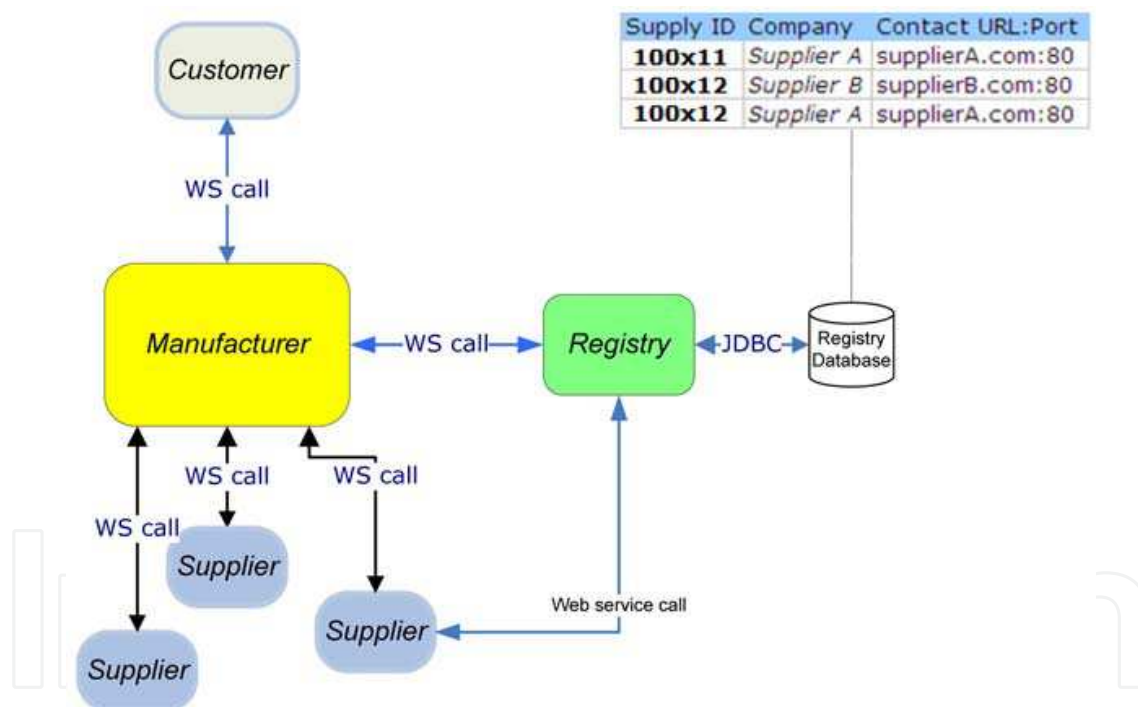 Supply ID Company Contact URL:Port
100x11 Supplier A supplierA.com:80
100x12 Supplier B supplierB.com:80
100x12 Supplier A supplierA.com:80
Customer
WS call
Manufacturer
WS call
Registry
JDBC
Registry
Database
WS call
WS call
WS call
Supplier
Supplier
Web service call
Supplier